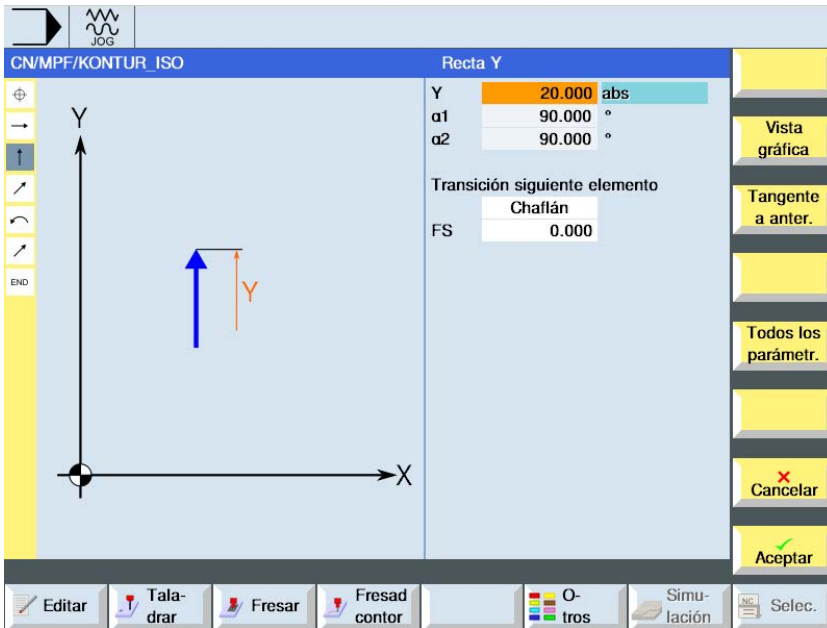 JOG
CN/MPF/KONTUR_ISO
Recta Y
Y 20.000 abs
α1 90.000 °
α2 90.000 °
Transición siguiente elemento
Chaflán
FS 0.000
END
Y
Y
X
Vista
gráfica
Tangente
a anter.
Todos los
parámetr.
Cancelar
Aceptar
Editar
Tala-
drar
Fresar
Fresad
contor
O-
tros
Simu-
lación
NC
Selec.